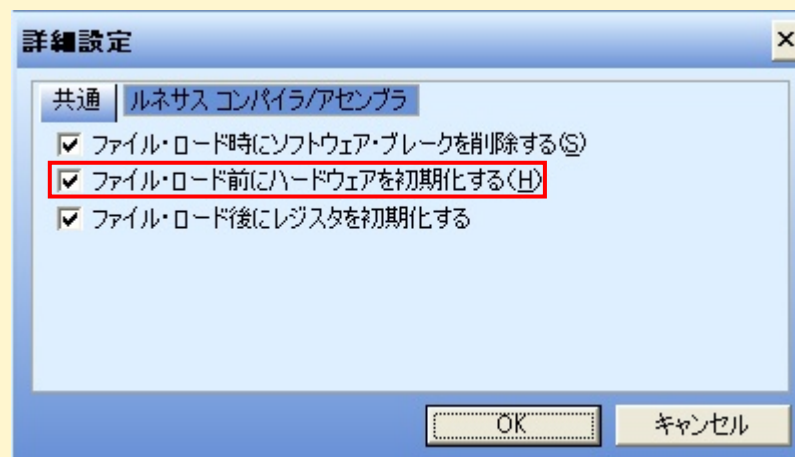 詳細設定
共通 ルネサス コンパイラ/アセンブラ
ファイル・ロード時にソフトウェア・ブレークを削除する(S)
ファイル・ロード前にハードウェアを初期化する(H)
ファイル・ロード後にレジスタを初期化する
OK キャンセル